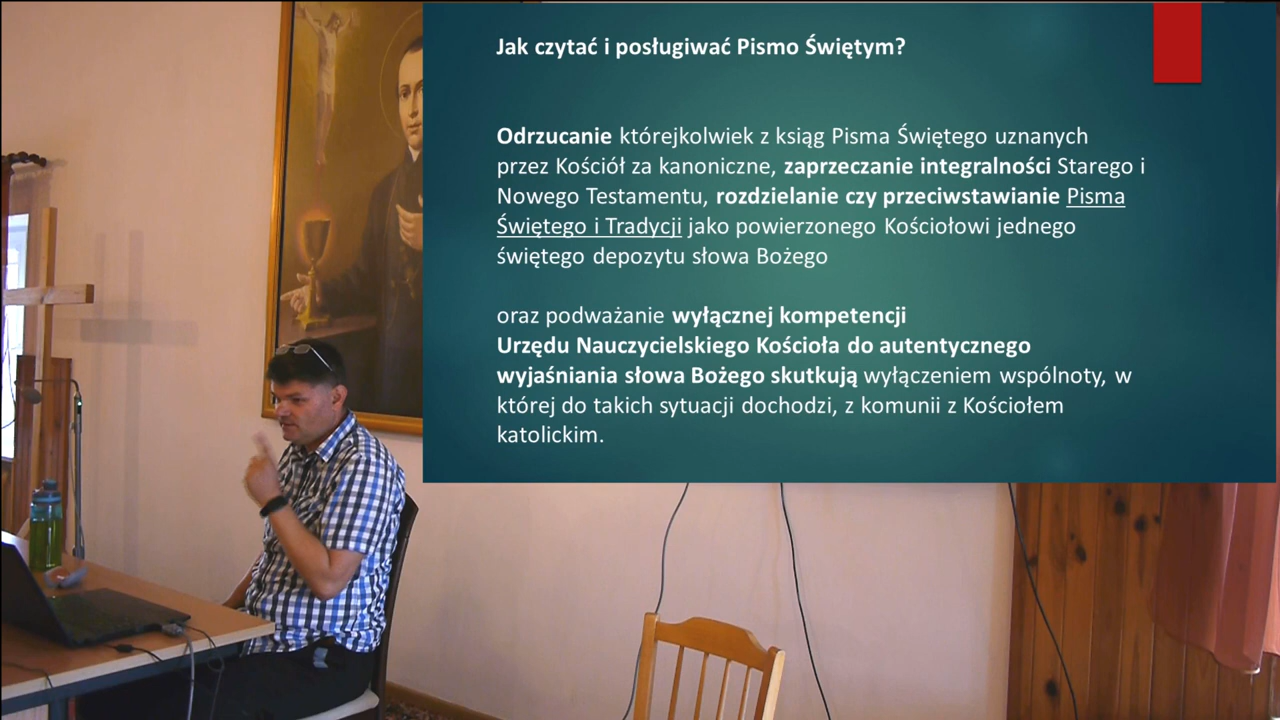 Jak czytać i posługiwać Pismo Świętym?
Odrzucanie którejkolwiek z ksiąg Pisma Świętego uznanych
przez Kościół za kanoniczne, zaprzeczanie integralności Starego i
Nowego Testamentu, rozdzielanie czy przeciwstawianie Pisma
Świętego i Tradycji jako powierzonego Kościołowi jednego
świętego depozytu słowa Bożego
oraz podważanie wyłącznej kompetencji
Urzędu Nauczycielskiego Kościoła do autentycznego
wyjaśniania słowa Bożego skutkują wyłączeniem wspólnoty, w
której do takich sytuacji dochodzi, z komunii z Kościołem
katolickim.